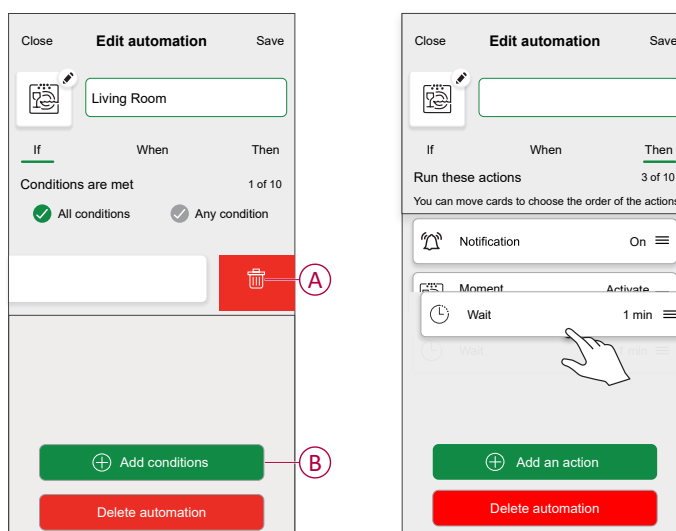 Close Edit automation Save
Living Room
If When Then
Conditions are met 1 of 10
All conditions Any condition
A
Add conditions
B
Delete automation
Close Edit automation Save
If When Then
Run these actions 3 of 10
You can move cards to choose the order of the actions
Notification On
Moment Activate
Wait 1 min
Wait 1 min
Add an action
Delete automation